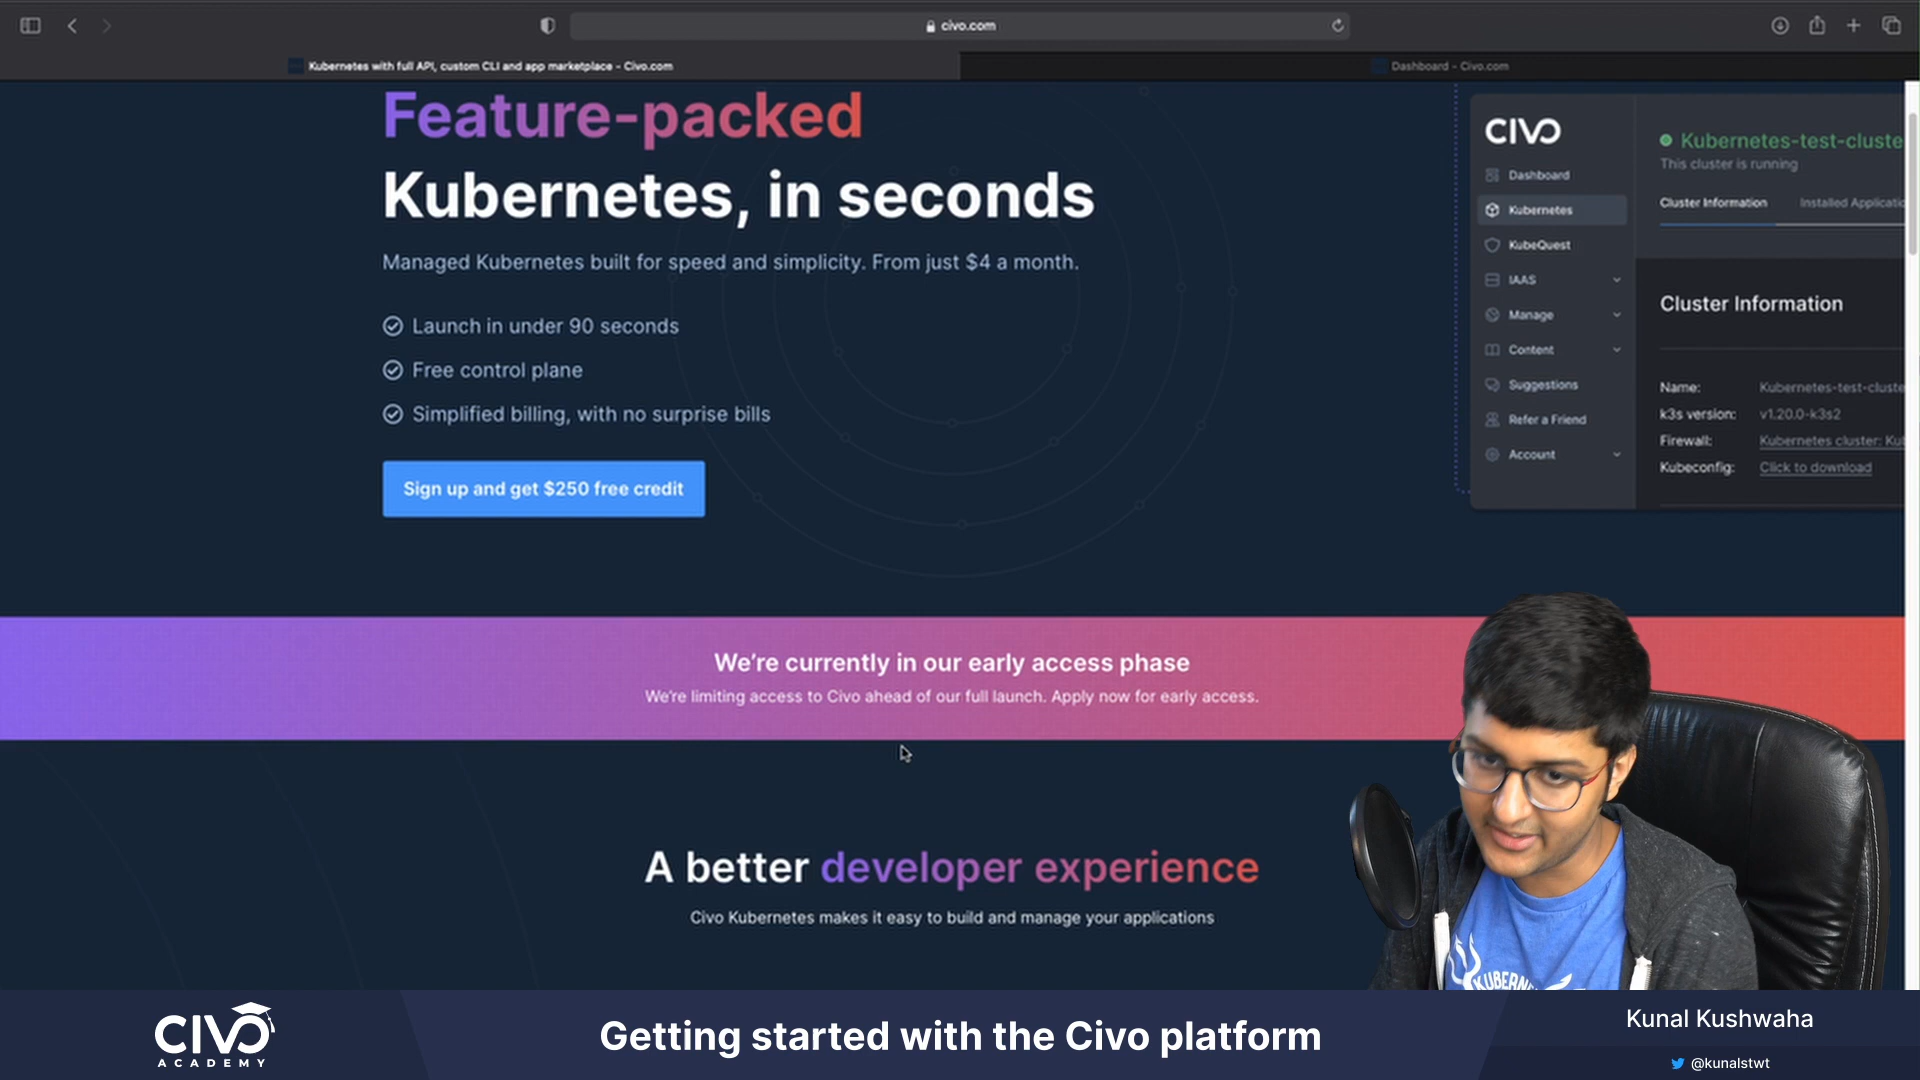 civo.com
Kubernetes with full API, custom CLI and app marketplace - Civo.com
Dashboard - Civo.com
Feature-packed
Kubernetes, in seconds
Managed Kubernetes built for speed and simplicity. From just $4 a month.
Launch in under 90 seconds
Free control plane
Simplified billing, with no surprise bills
Sign up and get $250 free credit
CIVO
Dashboard
Kubernetes
KubeQuest
IAAS
Manage
Content
Suggestions
Refer a Friend
Account
Kubernetes-test-cluste
This cluster is running
Cluster Information
Installed Applicatio
Cluster Information
Name: Kubernetes-test-cluste
k3s version: v1.20.0-k3s2
Firewall: Kubernetes cluster: Kub
Kubeconfig: Click to download
We're currently in our early access phase
We're limiting access to Civo ahead of our full launch. Apply now for early access.
A better developer experience
Civo Kubernetes makes it easy to build and manage your applications
CIVO
ACADEMY
Getting started with the Civo platform
Kunal Kushwaha
@kunalstwt